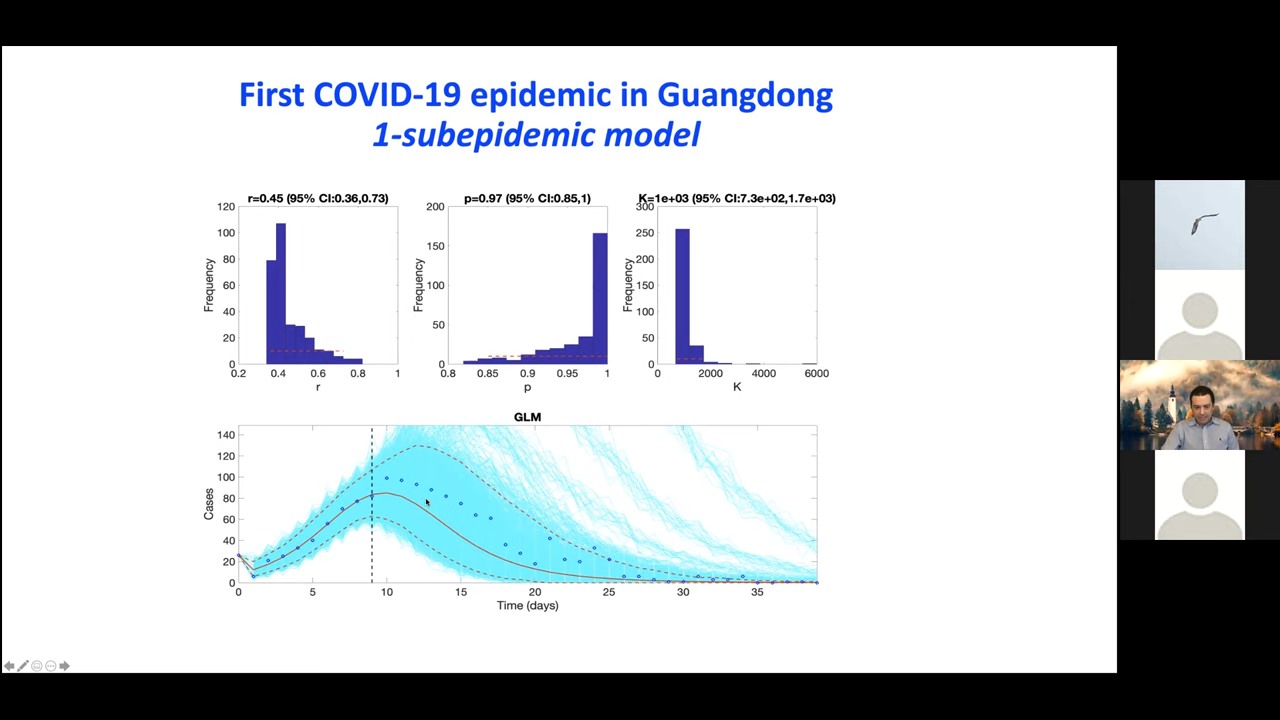 First COVID-19 epidemic in Guangdong
1-subepidemic model
r=0.45 (95% CI:0.36,0.73)
p=0.97 (95% CI:0.85,1)
K=1e+03 (95% CI:7.3e+02,1.7e+03)
120
100
80
60
40
20
0
Frequency
0.2 0.4 0.6 0.8 1
r
200
150
100
50
0
Frequency
0.8 0.85 0.9 0.95 1
p
300
250
200
150
100
50
0
Frequency
0 2000 4000 6000
K
GLM
140
120
100
80
60
40
20
0
Cases
0 5 10 15 20 25 30 35
Time (days)